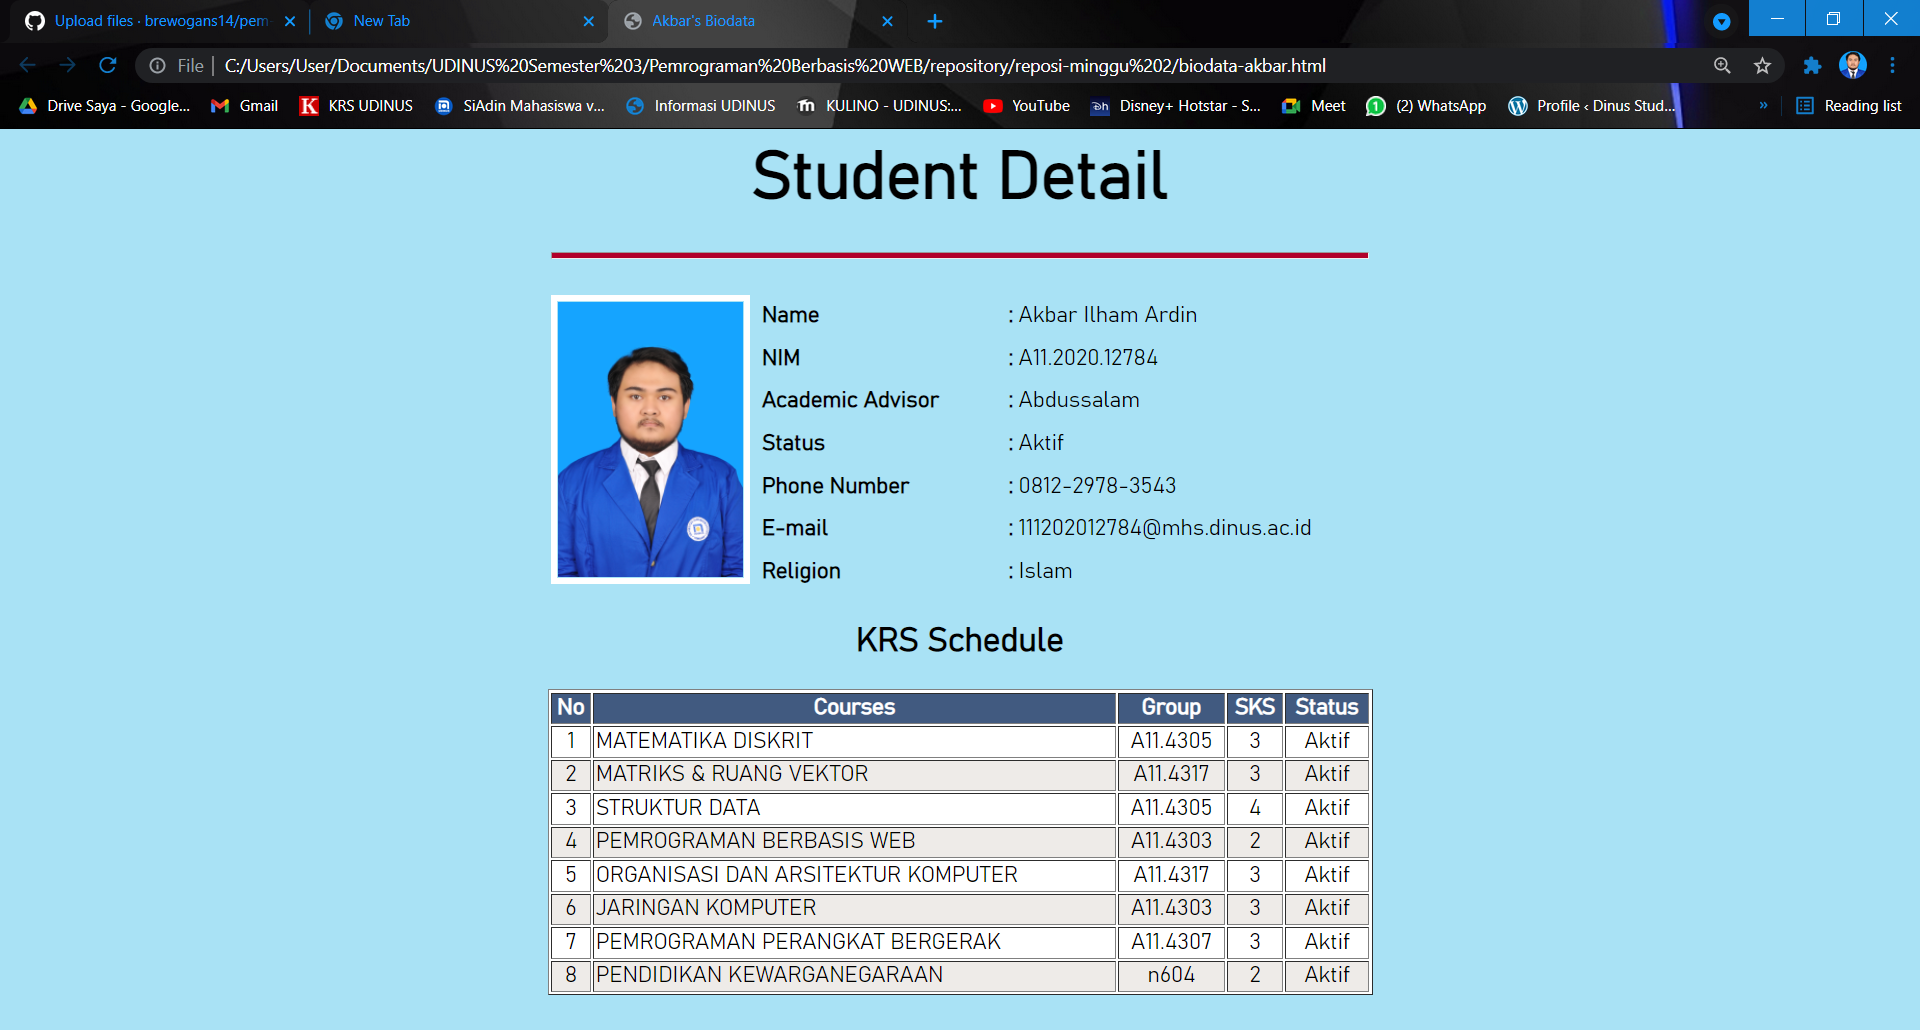 Upload files · brewogans14/pem
New Tab
Akbar's Biodata
File | C:/Users/User/Documents/UDINUS%20Semester%203/Pemrograman%20Berbasis%20WEB/repository/reposi-minggu%202/biodata-akbar.html
Drive Saya - Google... Gmail KRS UDINUS SiAdin Mahasiswa v... Informasi UDINUS KULINO - UDINUS:... YouTube Disney+ Hotstar - S... Meet (2) WhatsApp Profile ‹ Dinus Stud... » Reading list
Student Detail
Name : Akbar Ilham Ardin
NIM : A11.2020.12784
Academic Advisor : Abdussalam
Status : Aktif
Phone Number : 0812-2978-3543
E-mail : 111202012784@mhs.dinus.ac.id
Religion : Islam
KRS Schedule
No Courses Group SKS Status
1 MATEMATIKA DISKRIT A11.4305 3 Aktif
2 MATRIKS & RUANG VEKTOR A11.4317 3 Aktif
3 STRUKTUR DATA A11.4305 4 Aktif
4 PEMROGRAMAN BERBASIS WEB A11.4303 2 Aktif
5 ORGANISASI DAN ARSITEKTUR KOMPUTER A11.4317 3 Aktif
6 JARINGAN KOMPUTER A11.4303 3 Aktif
7 PEMROGRAMAN PERANGKAT BERGERAK A11.4307 3 Aktif
8 PENDIDIKAN KEWARGANEGARAAN n604 2 Aktif